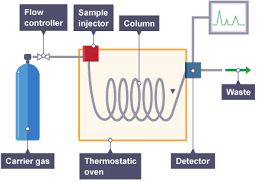 Flow
controller
Sample
injector
Column
Waste
Carrier gas
Thermostatic
oven
Detector